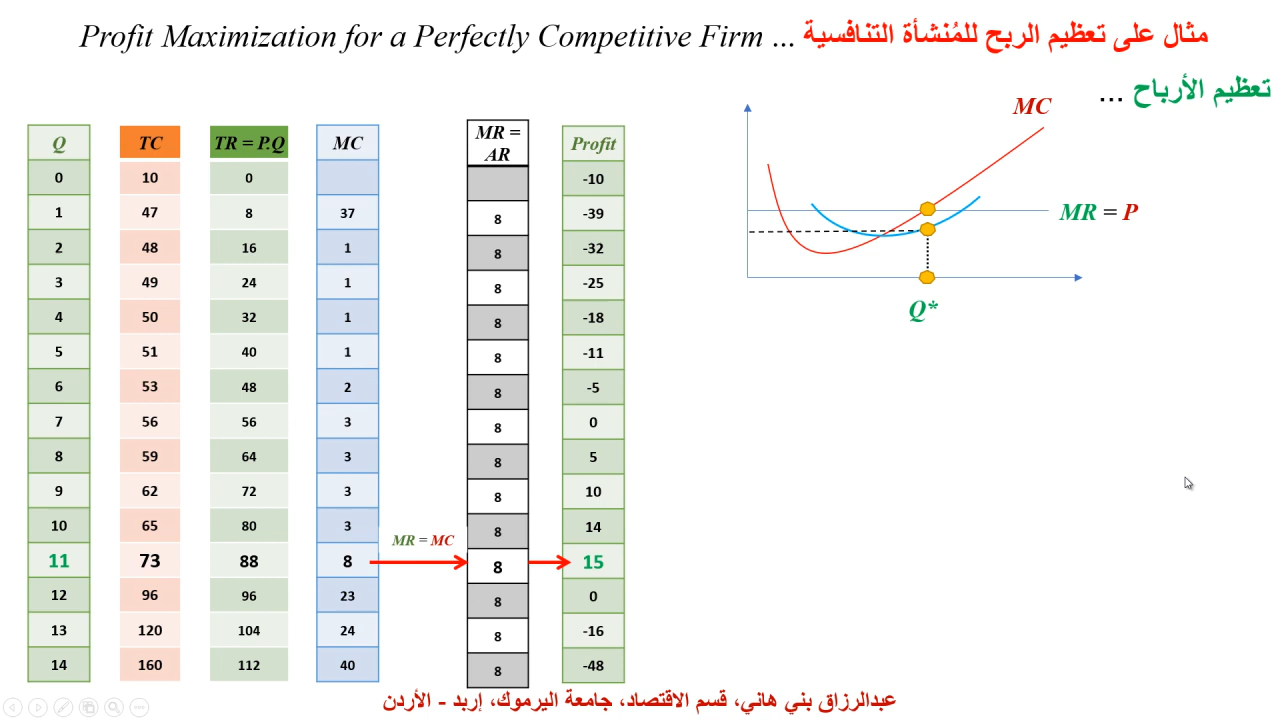 Profit Maximization for a Perfectly Competitive Firm ... مثال على تعظيم الربح للمُنشأة التنافسية
تعظيم الأرباح ...
Q TC TR = P.Q MC MR = AR Profit
0 10 0 -10
1 47 8 37 8 -39
2 48 16 1 8 -32
3 49 24 1 8 -25
4 50 32 1 8 -18
5 51 40 1 8 -11
6 53 48 2 8 -5
7 56 56 3 8 0
8 59 64 3 8 5
9 62 72 3 8 10
10 65 80 3 8 14
MR = MC
11 73 88 8 8 15
12 96 96 23 8 0
13 120 104 24 8 -16
14 160 112 40 8 -48
MC
MR = P
Q*
عبدالرزاق بني هاني، قسم الاقتصاد، جامعة اليرموك، إربد - الأردن